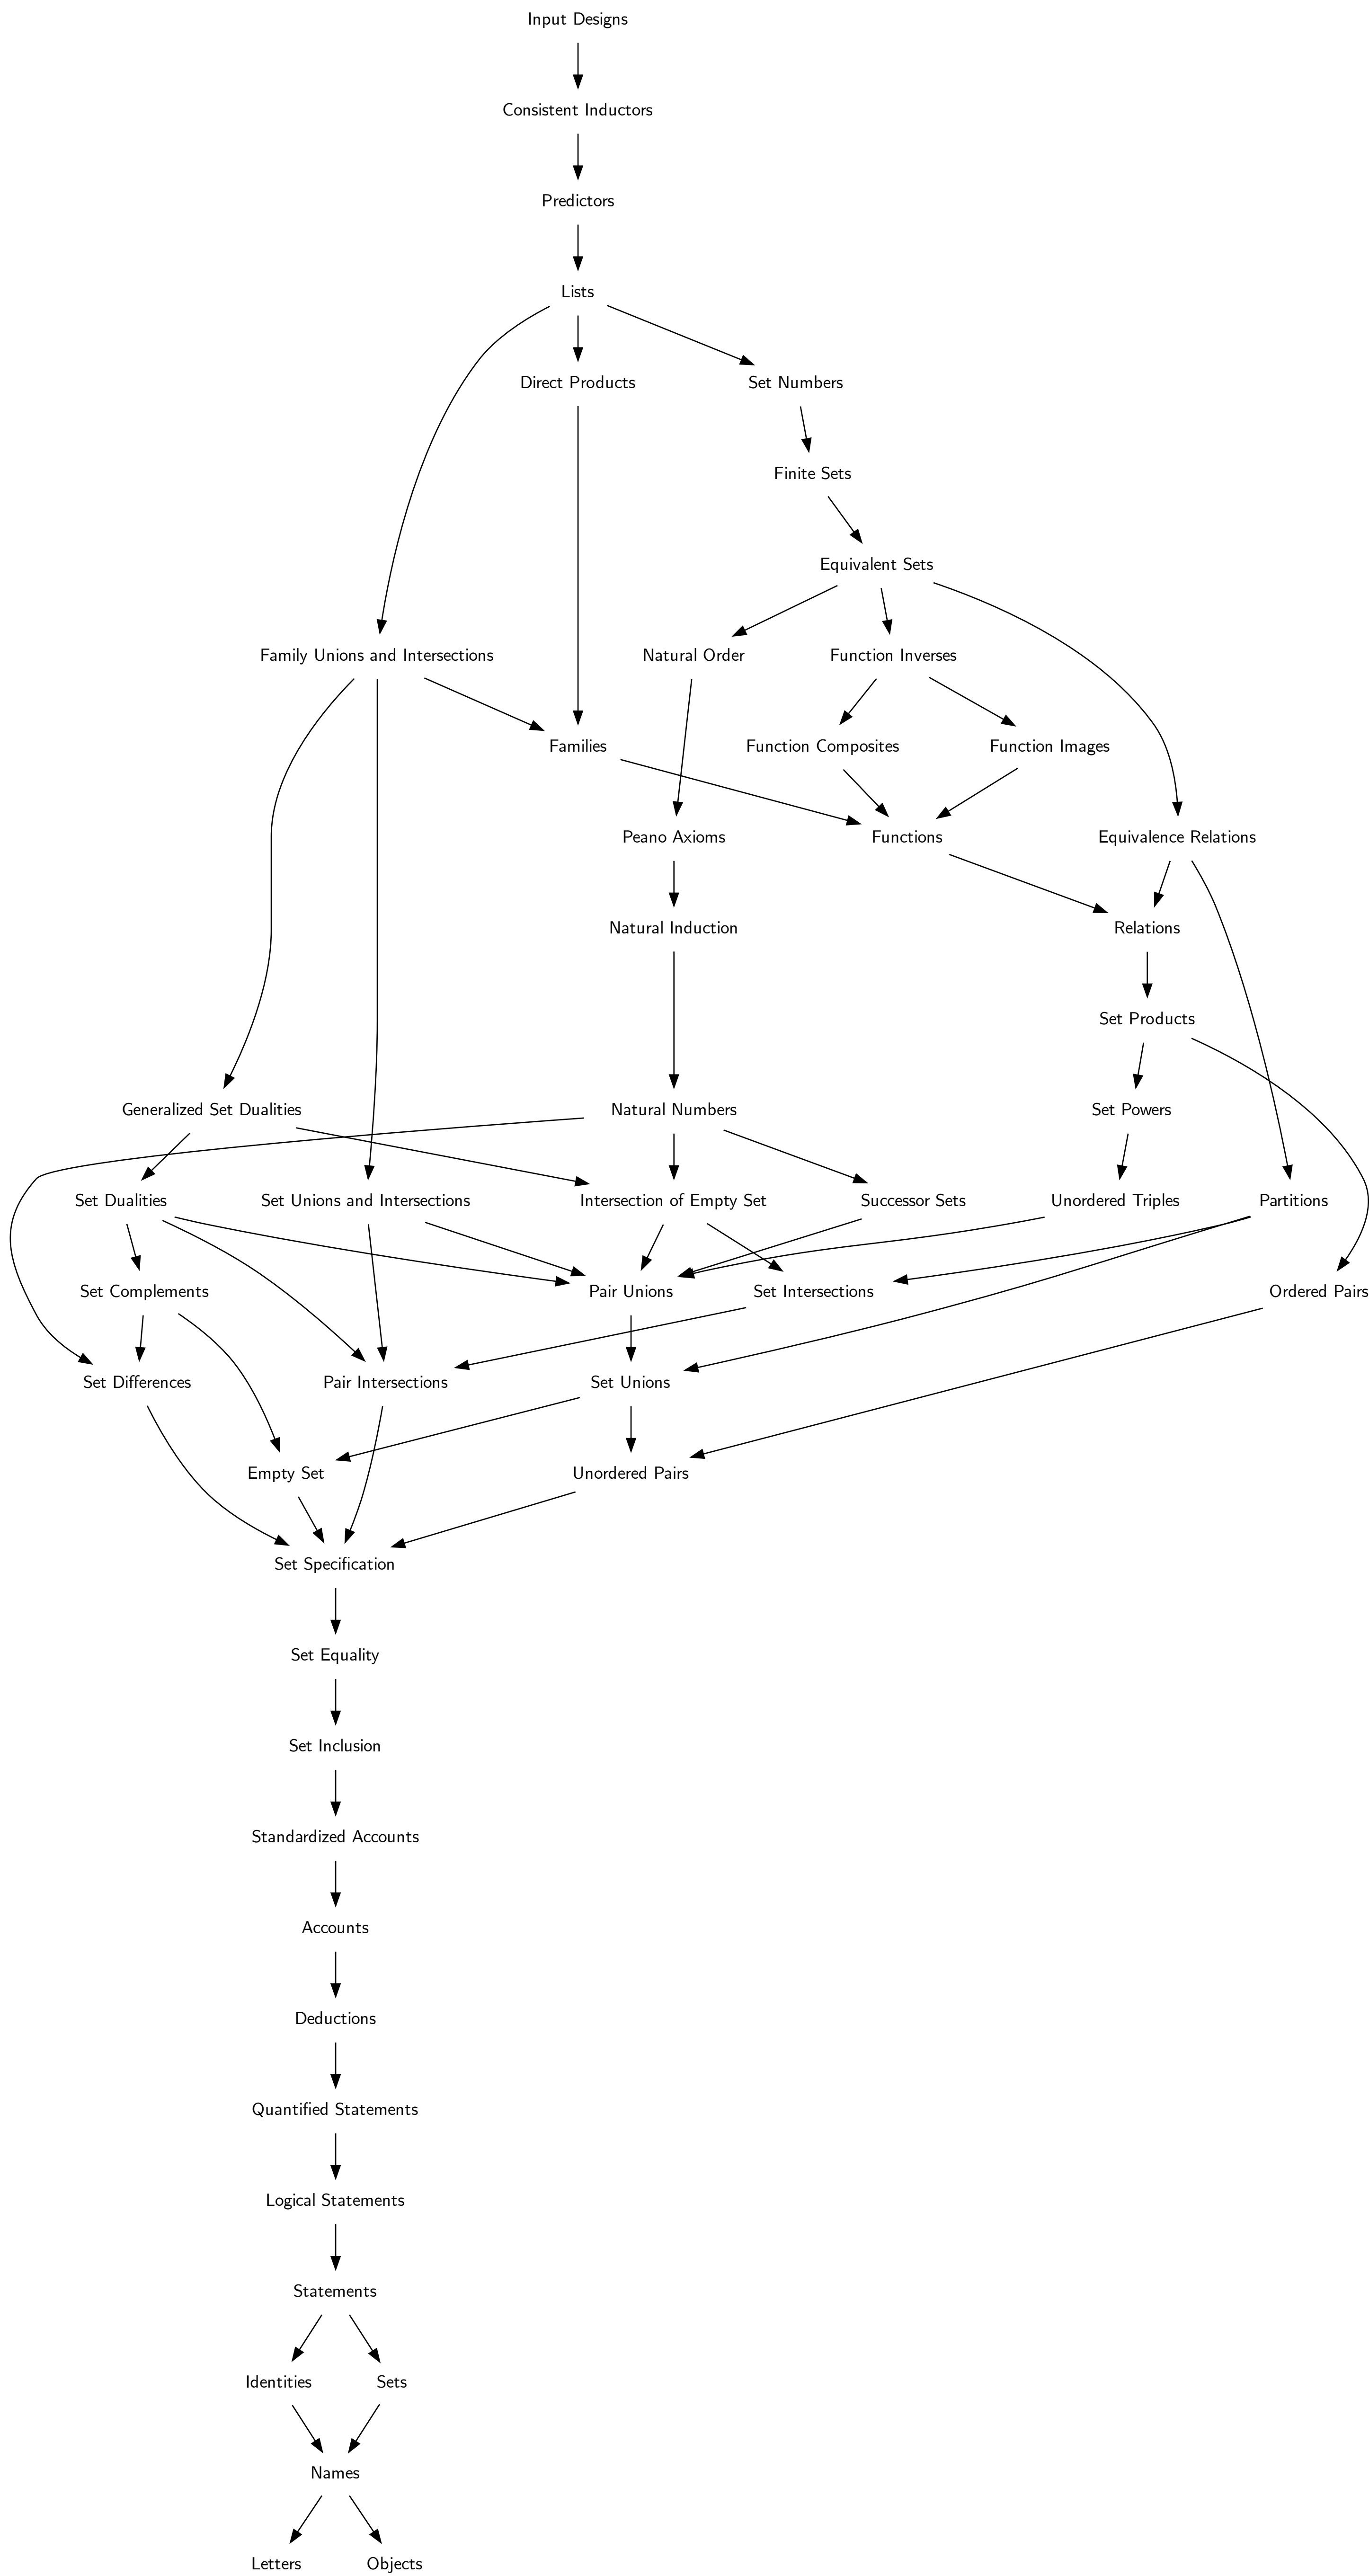 Input Designs
Consistent Inductors
Predictors
Lists
Direct Products
Set Numbers
Finite Sets
Equivalent Sets
Family Unions and Intersections
Natural Order
Function Inverses
Families
Function Composites
Function Images
Peano Axioms
Functions
Equivalence Relations
Natural Induction
Relations
Set Products
Generalized Set Dualities
Natural Numbers
Set Powers
Set Dualities
Set Unions and Intersections
Intersection of Empty Set
Successor Sets
Unordered Triples
Partitions
Set Complements
Pair Unions
Set Intersections
Ordered Pairs
Set Differences
Pair Intersections
Set Unions
Empty Set
Unordered Pairs
Set Specification
Set Equality
Set Inclusion
Standardized Accounts
Accounts
Deductions
Quantified Statements
Logical Statements
Statements
Identities
Sets
Names
Letters
Objects